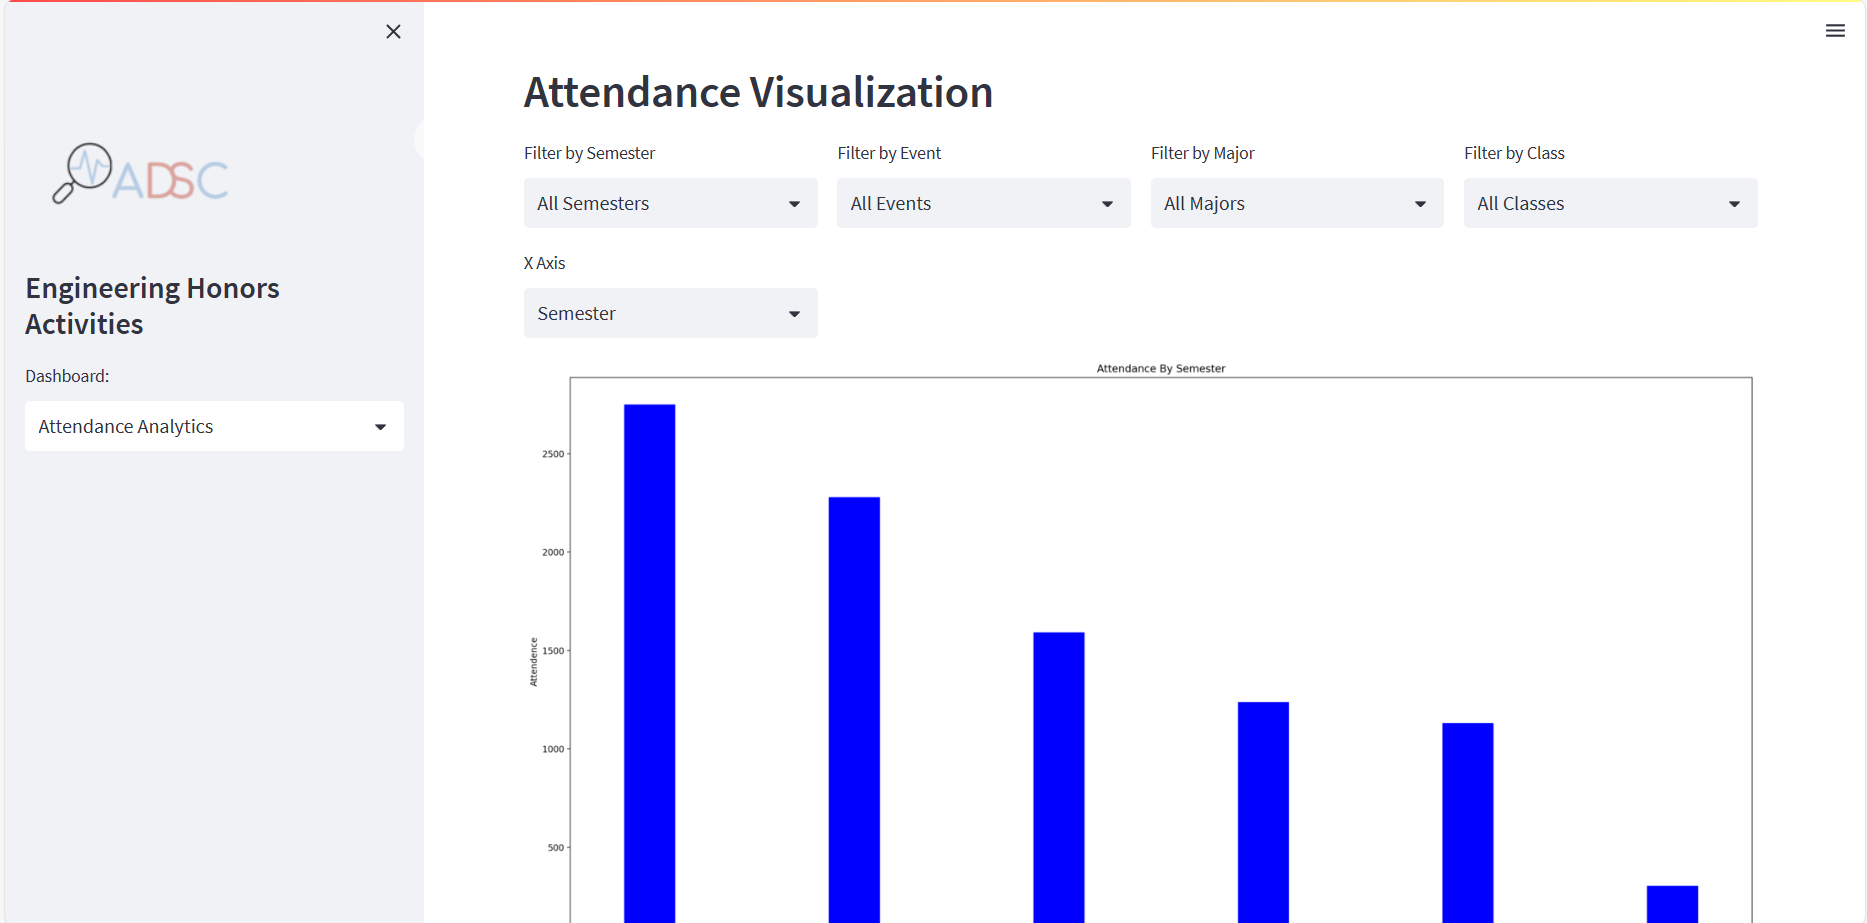 ADSC
Engineering Honors
Activities
Dashboard:
Attendance Analytics
Attendance Visualization
Filter by Semester
Filter by Event
Filter by Major
Filter by Class
All Semesters
All Events
All Majors
All Classes
X Axis
Semester
Attendance By Semester
Attendence
2500
2000
1500
1000
500